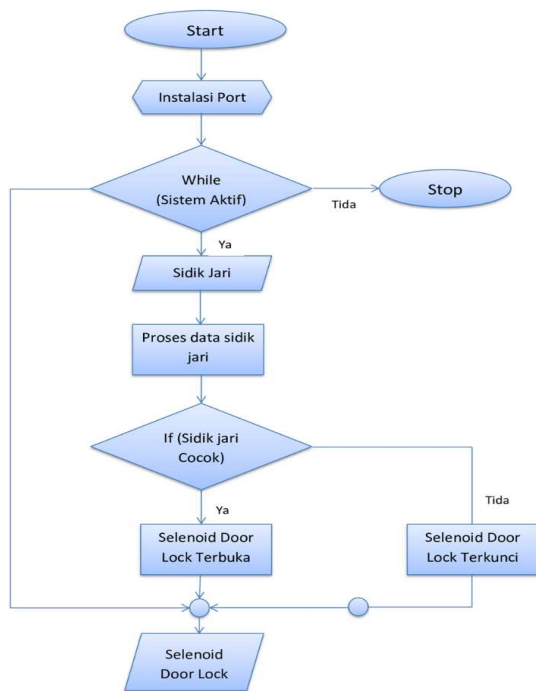 Start
Instalasi Port
While
(Sistem Aktif)
Tida
Stop
Ya
Sidik Jari
Proses data sidik
jari
If (Sidik jari
Cocok)
Ya
Tida
Selenoid Door
Lock Terbuka
Selenoid Door
Lock Terkunci
Selenoid
Door Lock